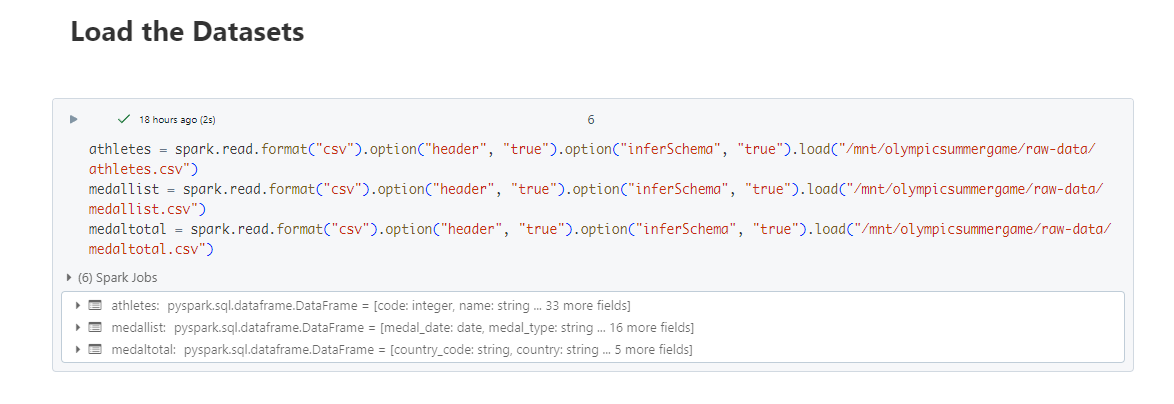 Load the Datasets
18 hours ago (2s)
6
athletes = spark.read.format("csv").option("header", "true").option("inferSchema", "true").load("/mnt/olympicsummergame/raw-data/
athletes.csv")
medallist = spark.read.format("csv").option("header", "true").option("inferSchema", "true").load("/mnt/olympicsummergame/raw-data/
medallist.csv")
medaltotal = spark.read.format("csv").option("header", "true").option("inferSchema", "true").load("/mnt/olympicsummergame/raw-data/
medaltotal.csv")
(6) Spark Jobs
athletes: pyspark.sql.dataframe.DataFrame = [code: integer, name: string ... 33 more fields]
medallist: pyspark.sql.dataframe.DataFrame = [medal_date: date, medal_type: string ... 16 more fields]
medaltotal: pyspark.sql.dataframe.DataFrame = [country_code: string, country: string ... 5 more fields]